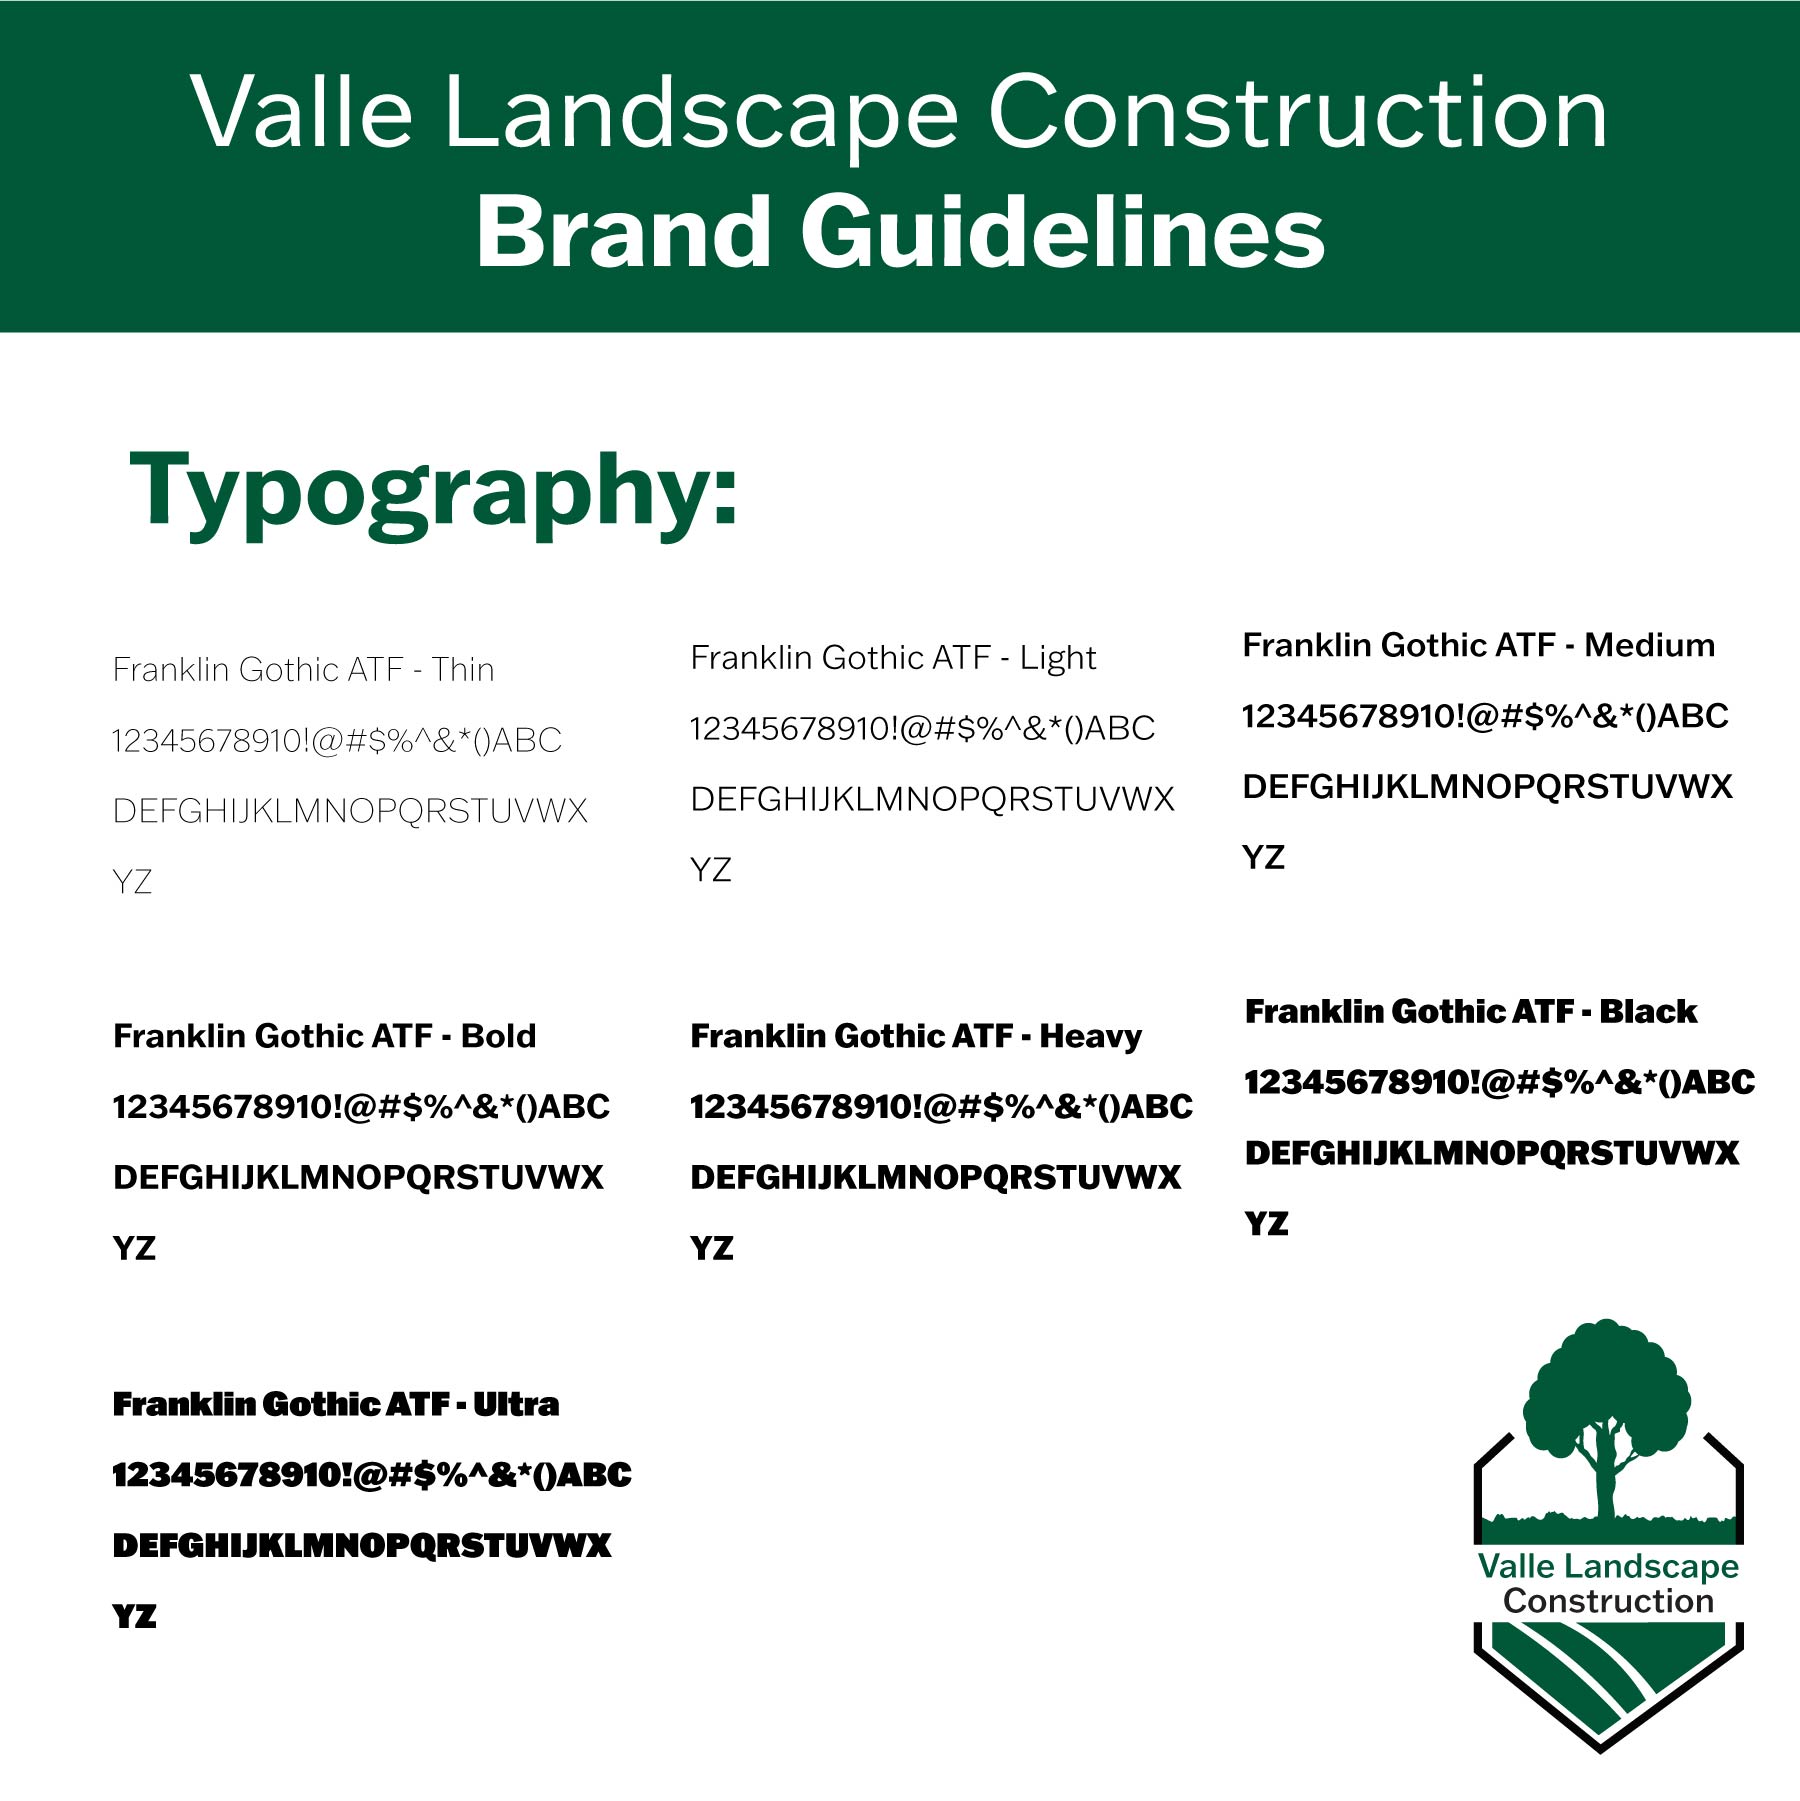 Valle Landscape Construction
Brand Guidelines
Typography:
Franklin Gothic ATF - Thin
12345678910!@#$%^&*()ABC
DEFGHIJKLMNOPQRSTUVWX
YZ
Franklin Gothic ATF - Light
12345678910!@#$%^&*()ABC
DEFGHIJKLMNOPQRSTUVWX
YZ
Franklin Gothic ATF - Medium
12345678910!@#$%^&*()ABC
DEFGHIJKLMNOPQRSTUVWX
YZ
Franklin Gothic ATF - Bold
12345678910!@#$%^&*()ABC
DEFGHIJKLMNOPQRSTUVWX
YZ
Franklin Gothic ATF - Heavy
12345678910!@#$%^&*()ABC
DEFGHIJKLMNOPQRSTUVWX
YZ
Franklin Gothic ATF - Black
12345678910!@#$%^&*()ABC
DEFGHIJKLMNOPQRSTUVWX
YZ
Franklin Gothic ATF - Ultra
12345678910!@#$%^&*()ABC
DEFGHIJKLMNOPQRSTUVWX
YZ
Valle Landscape
Construction